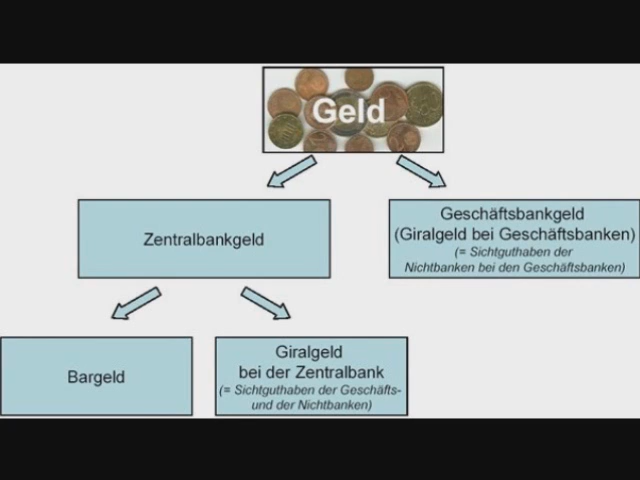 Geld
Zentralbankgeld
Geschäftsbankgeld
(Giralgeld bei Geschäftsbanken)
(= Sichtguthaben der
Nichtbanken bei den Geschäftsbanken)
Bargeld
Giralgeld
bei der Zentralbank
(= Sichtguthaben der Geschäfts-
und der Nichtbanken)